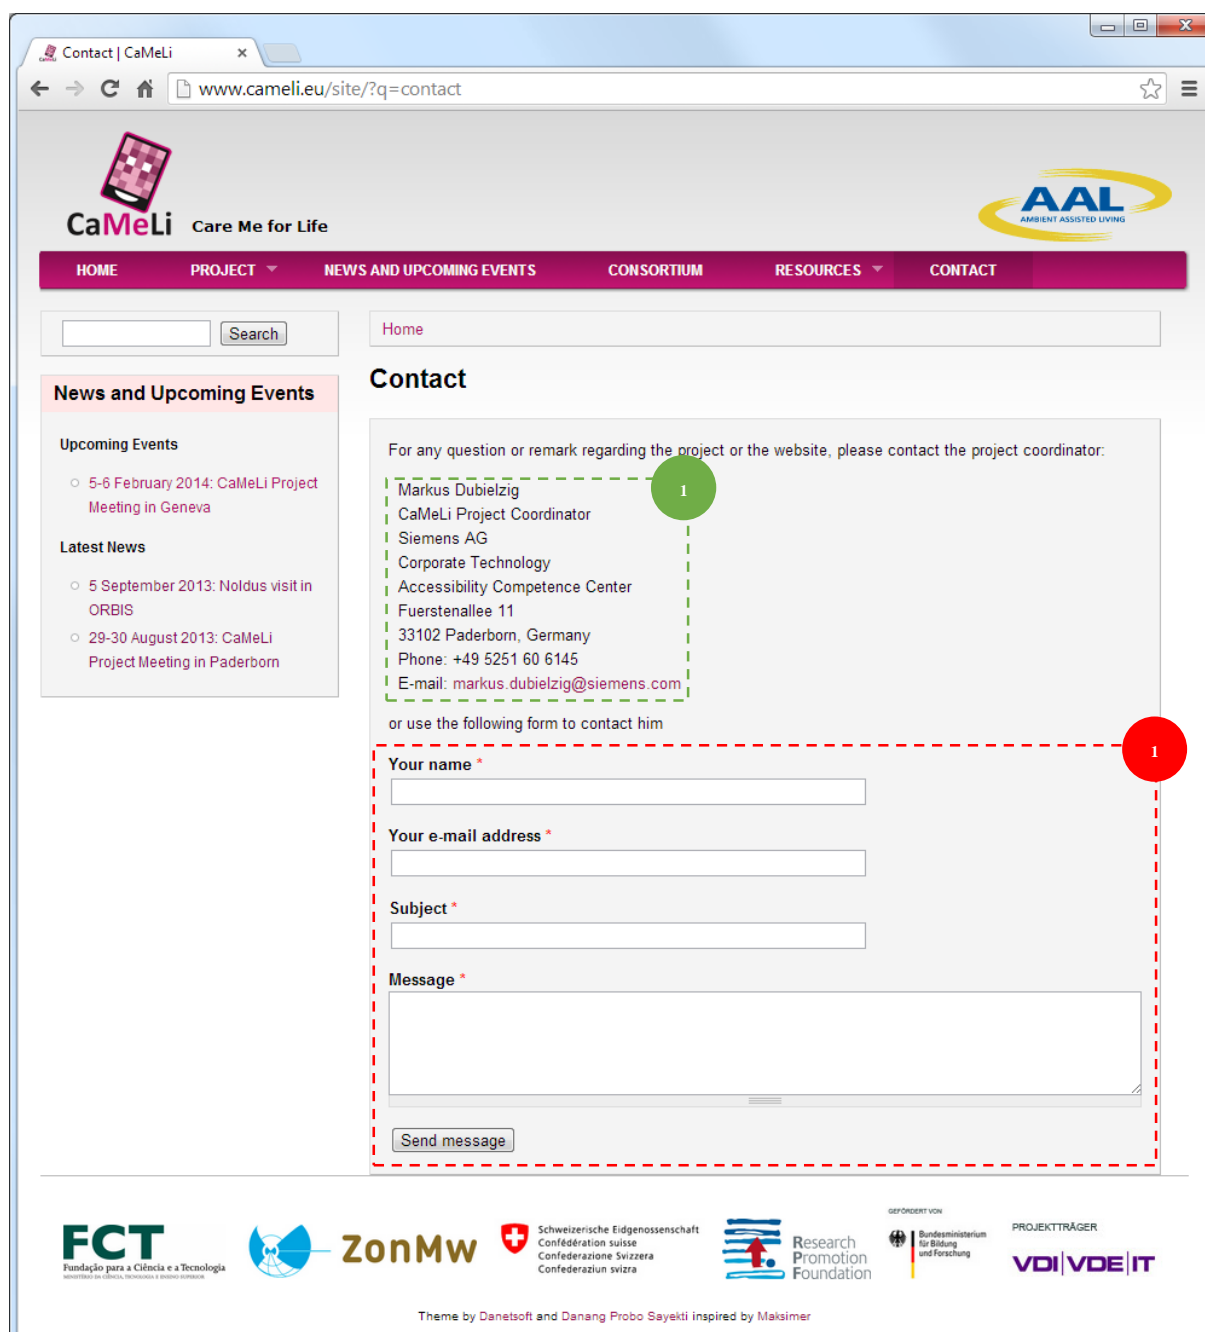 Contact | CaMeLi
www.cameli.eu/site/?q=contact
CaMeLi Care Me for Life
AAL
AMBIENT ASSISTED LIVING
HOME PROJECT NEWS AND UPCOMING EVENTS CONSORTIUM RESOURCES CONTACT
Search
News and Upcoming Events
Upcoming Events
5-6 February 2014: CaMeLi Project
Meeting in Geneva
Latest News
5 September 2013: Noldus visit in
ORBIS
29-30 August 2013: CaMeLi
Project Meeting in Paderborn
Home
Contact
For any question or remark regarding the project or the website, please contact the project coordinator:
1
Markus Dubielzig
CaMeLi Project Coordinator
Siemens AG
Corporate Technology
Accessibility Competence Center
Fuerstenallee 11
33102 Paderborn, Germany
Phone: +49 5251 60 6145
E-mail: markus.dubielzig@siemens.com
or use the following form to contact him
1
Your name *
Your e-mail address *
Subject *
Message *
Send message
FCT
Fundação para a Ciência e a Tecnologia
MINISTÉRIO DA CIÊNCIA, TECNOLOGIA E ENSINO SUPERIOR
ZonMw
Schweizerische Eidgenossenschaft
Confédération suisse
Confederazione Svizzera
Confederaziun svizra
Research
Promotion
Foundation
GEFÖRDERT VON
Bundesministerium
für Bildung
und Forschung
PROJEKTTRÄGER
VDI|VDE|IT
Theme by Danetsoft and Danang Probo Sayekti inspired by Maksimer